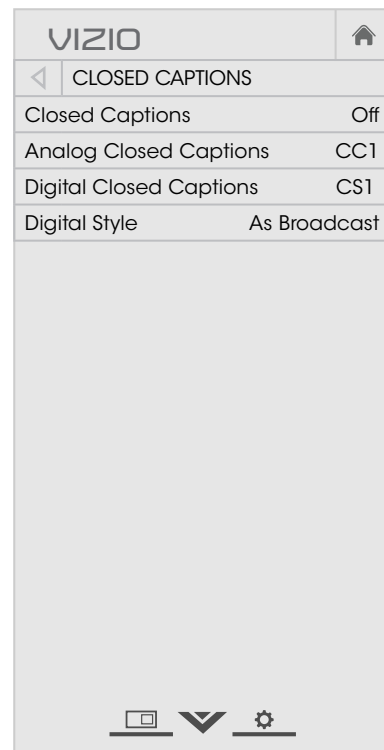 VIZIO
CLOSED CAPTIONS
Closed Captions Off
Analog Closed Captions CC1
Digital Closed Captions CS1
Digital Style As Broadcast